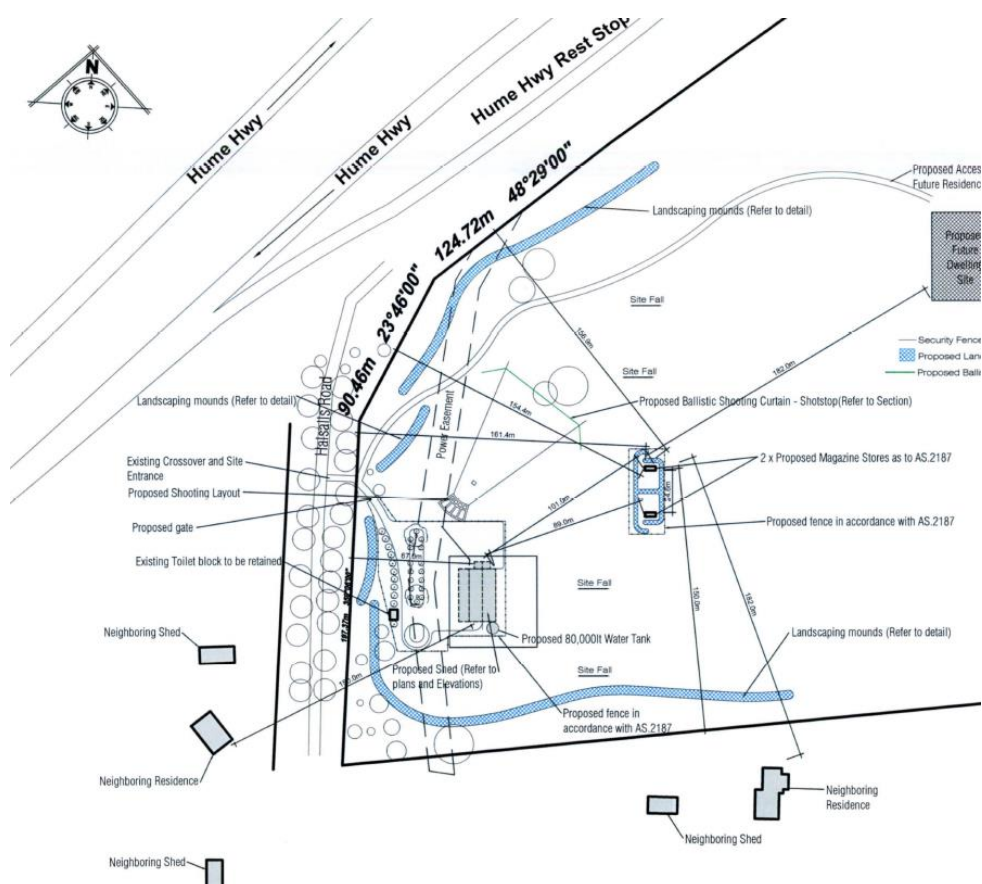 N
Hume Hwy
Hume Hwy
Hume Hwy Rest Stop
48°29'00"
124.72m
23°46'00"
90.46m
Landscaping mounds (Refer to detail)
Proposed Acces
Future Residenc
Propose
Future
Dwelling
Site
Site Fall
156.9m
182.0m
Security Fence
Proposed Lan
Proposed Balli
Site Fall
Landscaping mounds (Refer to detail)
Halsalls Road
Power Easement
154.4m
161.4m
Proposed Ballistic Shooting Curtain - Shotstop(Refer to Section)
Existing Crossover and Site
Entrance
2 x Proposed Magazine Stores as to AS.2187
Proposed Shooting Layout
101.0m
89.0m
Proposed gate
Proposed fence in accordance with AS.2187
Existing Toilet block to be retained
Site Fall
150.0m
182.0m
Neighboring Shed
Proposed 80,000lt Water Tank
Landscaping mounds (Refer to detail)
Proposed Shed (Refer to
plans and Elevations)
Site Fall
Proposed fence in
accordance with AS.2187
Neighboring Residence
Neighboring
Residence
Neighboring Shed
Neighboring Shed